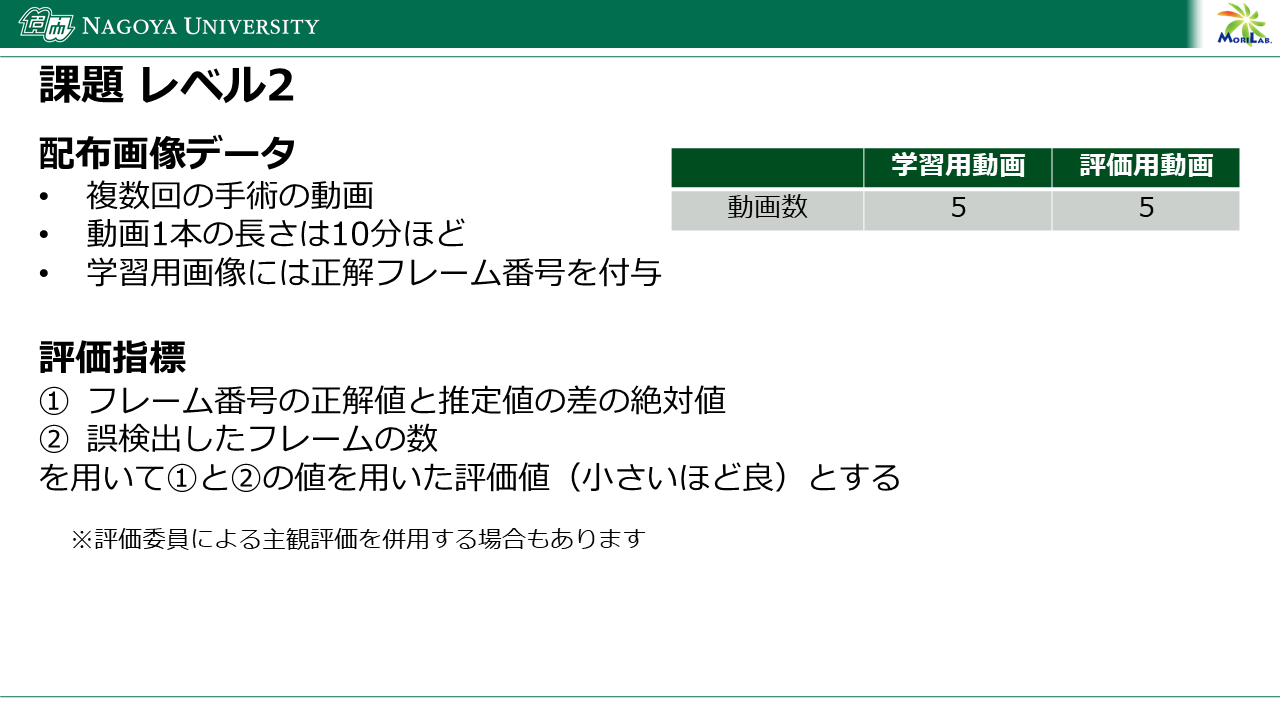 NAGOYA UNIVERSITY
MORILAB.
課題 レベル2
配布画像データ
• 複数回の手術の動画
• 動画1本の長さは10分ほど
• 学習用画像には正解フレーム番号を付与
学習用動画 評価用動画
動画数 5 5
評価指標
① フレーム番号の正解値と推定値の差の絶対値
② 誤検出したフレームの数
を用いて①と②の値を用いた評価値（小さいほど良）とする
※評価委員による主観評価を併用する場合もあります